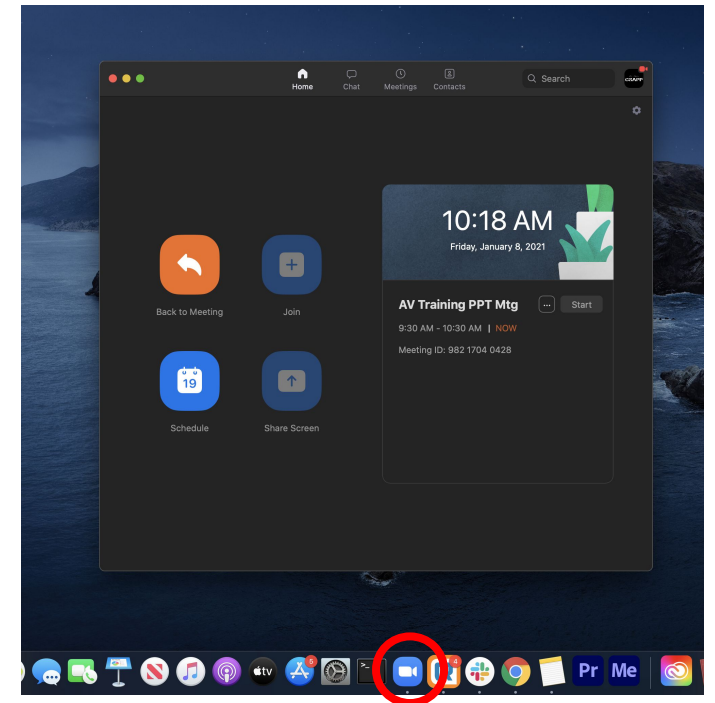 Home
Chat
Meetings
Contacts
Search
GRAPP
10:18 AM
Friday, January 8, 2021
Back to Meeting
Join
AV Training PPT Mtg
...
Start
9:30 AM - 10:30 AM | NOW
Meeting ID: 982 1704 0428
19
Schedule
Share Screen
tv
5
>_
4
Pr
Me